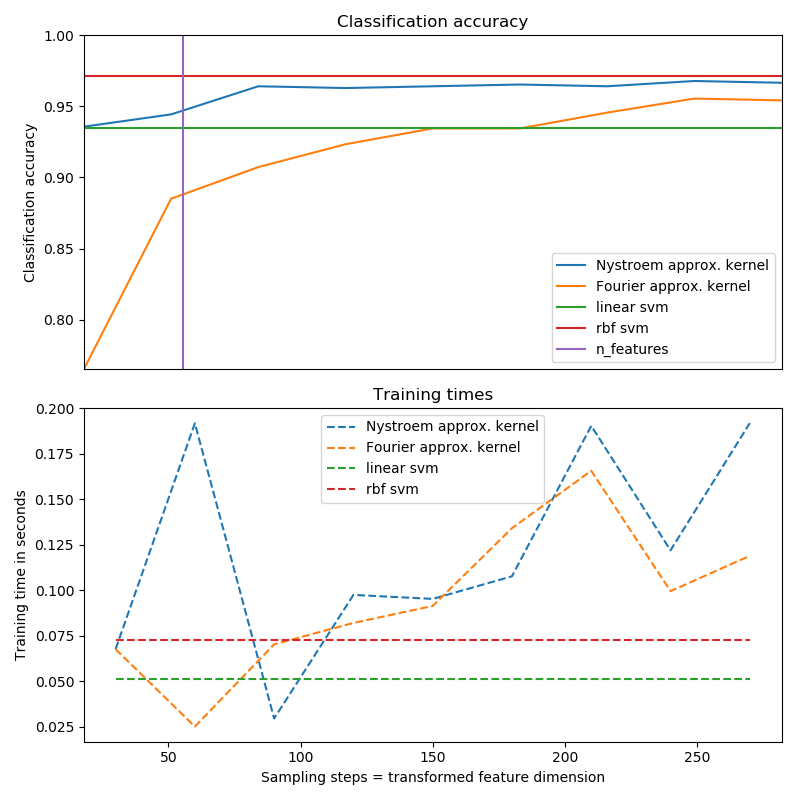 Classification accuracy
1.00
0.95
0.90
0.85
0.80
Classification accuracy
Nystroem approx. kernel
Fourier approx. kernel
linear svm
rbf svm
n_features
Training times
0.200
0.175
0.150
0.125
0.100
0.075
0.050
0.025
Training time in seconds
Nystroem approx. kernel
Fourier approx. kernel
linear svm
rbf svm
50 100 150 200 250
Sampling steps = transformed feature dimension